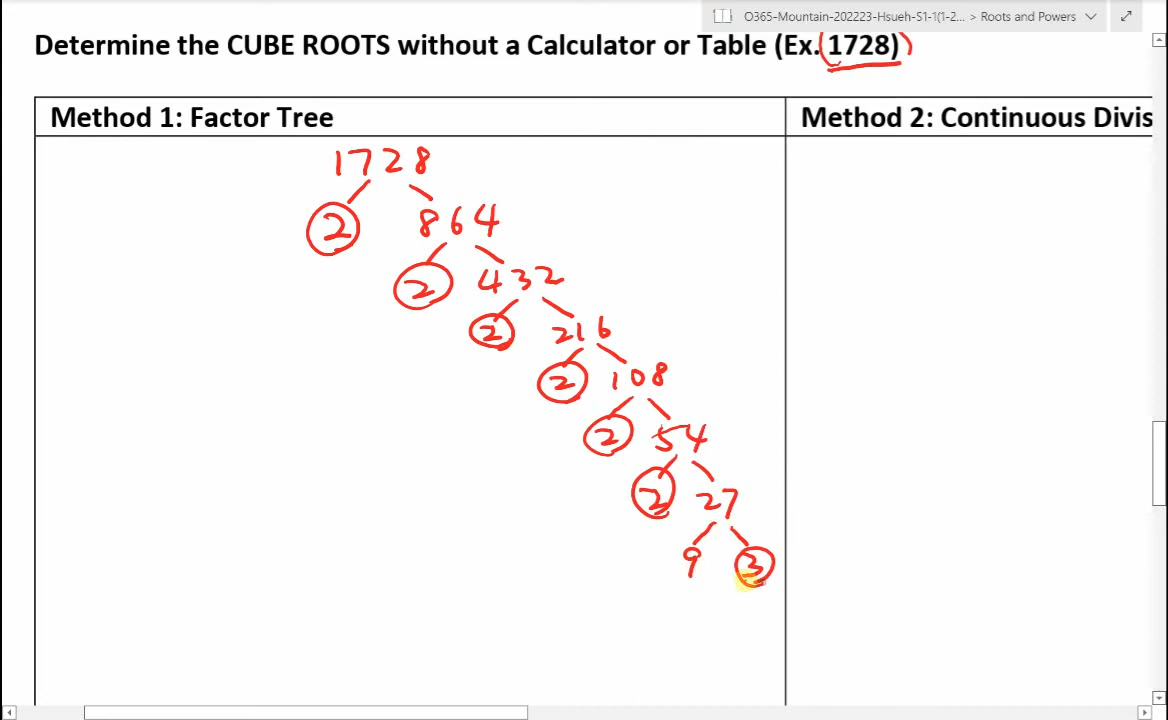 O365-Mountain-202223-Hsueh-S1-1(1-2... > Roots and Powers
Determine the CUBE ROOTS without a Calculator or Table (Ex.(1728))
Method 1: Factor Tree
Method 2: Continuous Divis
1728
2 864
2 432
2 216
2 108
2 54
2 27
9 3